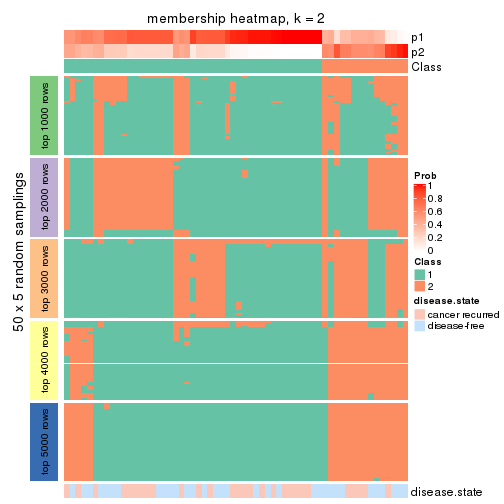 membership heatmap, k = 2
p1
p2
Class
50 x 5 random samplings
top 1000 rows
top 2000 rows
top 3000 rows
top 4000 rows
top 5000 rows
Prob
1
0.8
0.6
0.4
0.2
0
Class
1
2
disease.state
cancer recurred
disease-free
disease.state